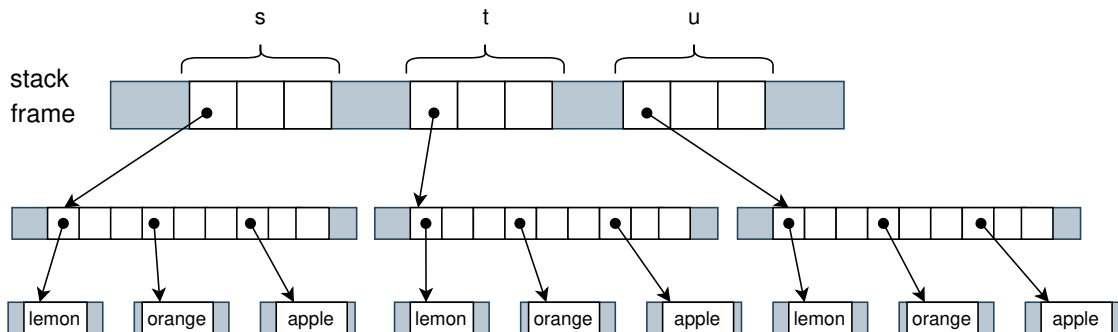 s t u
stack
frame
lemon orange apple lemon orange apple lemon orange apple